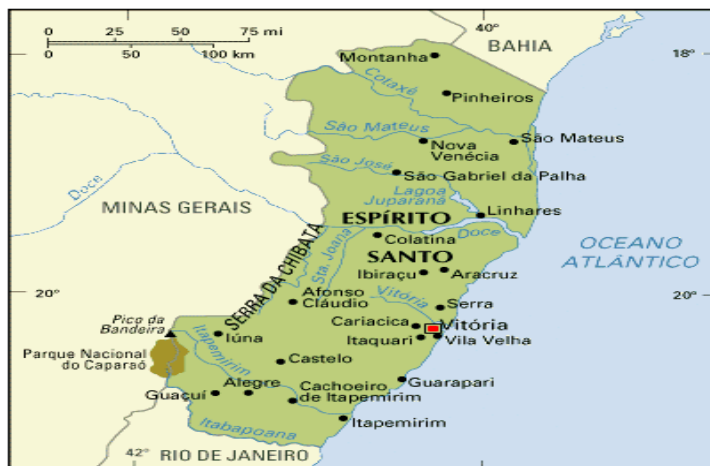 0 25 50 75 mi
0 50 100 km
40°
BAHIA
18°
18°
Montanha
Cotaxé
Pinheiros
São Mateus
São Mateus
Nova
Venécia
São José
São Gabriel da Palha
Doce
Lagoa
Juparanã
MINAS GERAIS
Linhares
ESPÍRITO
SANTO
Doce
Colatina
OCEANO
ATLÂNTICO
SERRA DA CHIBATA
Sta. Joana
Ibiraçu
Aracruz
20°
20°
Afonso
Cláudio
Vitória
Serra
Pico da
Bandeira
Cariacica
Vitória
Iúna
Itaquari
Vila Velha
Parque Nacional
do Caparaó
Itapemirim
Castelo
Guarapari
Guaçuí
Alegre
Cachoeiro
de Itapemirim
Itapemirim
Itabapoana
42°
RIO DE JANEIRO
40°